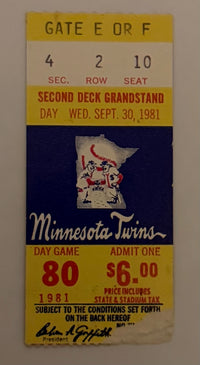 GATE E OR F
4 2 10
SEC. ROW SEAT
SECOND DECK GRANDSTAND
DAY WED. SEPT. 30, 1981
Minnesota Twins
DAY GAME ADMIT ONE
80 $6.00
1981 PRICE INCLUDES
STATE & STADIUM TAX
SUBJECT TO THE CONDITIONS SET FORTH
ON THE BACK HEREOF
Calvin R. Griffith
President